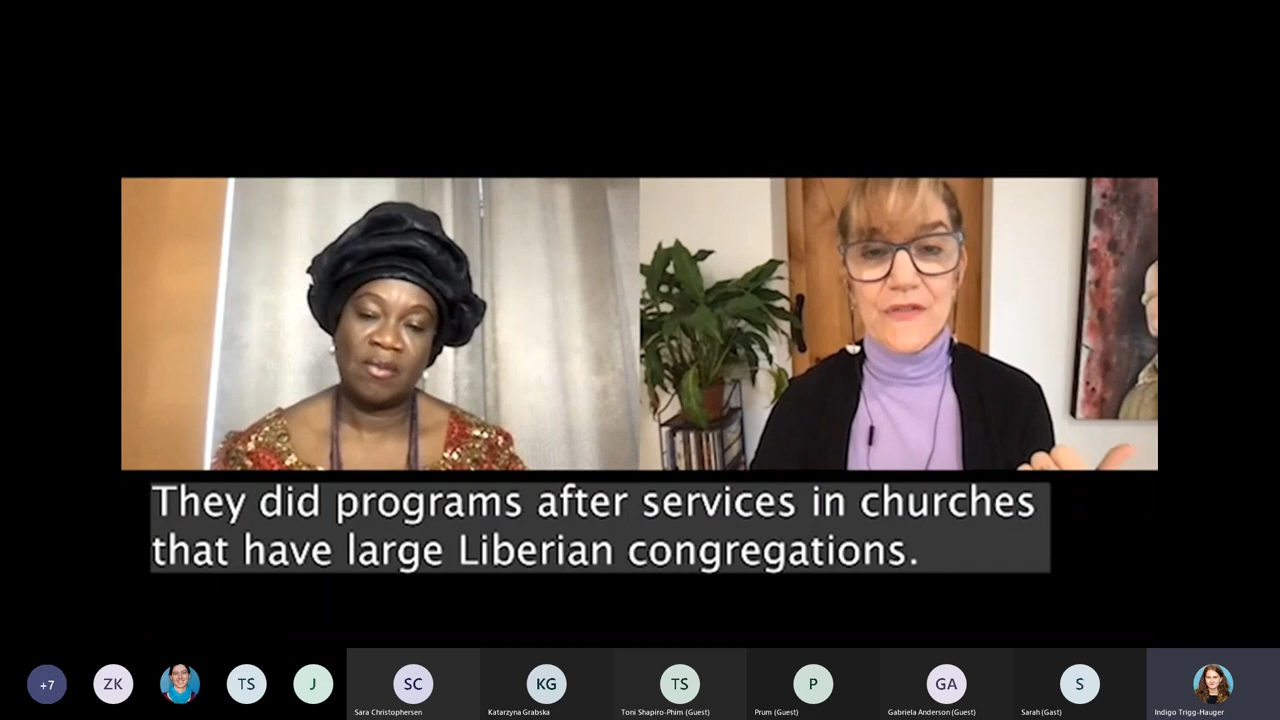 They did programs after services in churches
that have large Liberian congregations.
+7
ZK
TS
J
SC
KG
TS
P
GA
S
Sara Christophersen
Katarzyna Grabska
Toni Shapiro-Phim (Guest)
Prum (Guest)
Gabriela Anderson (Guest)
Sarah (Gast)
Indigo Trigg-Hauger